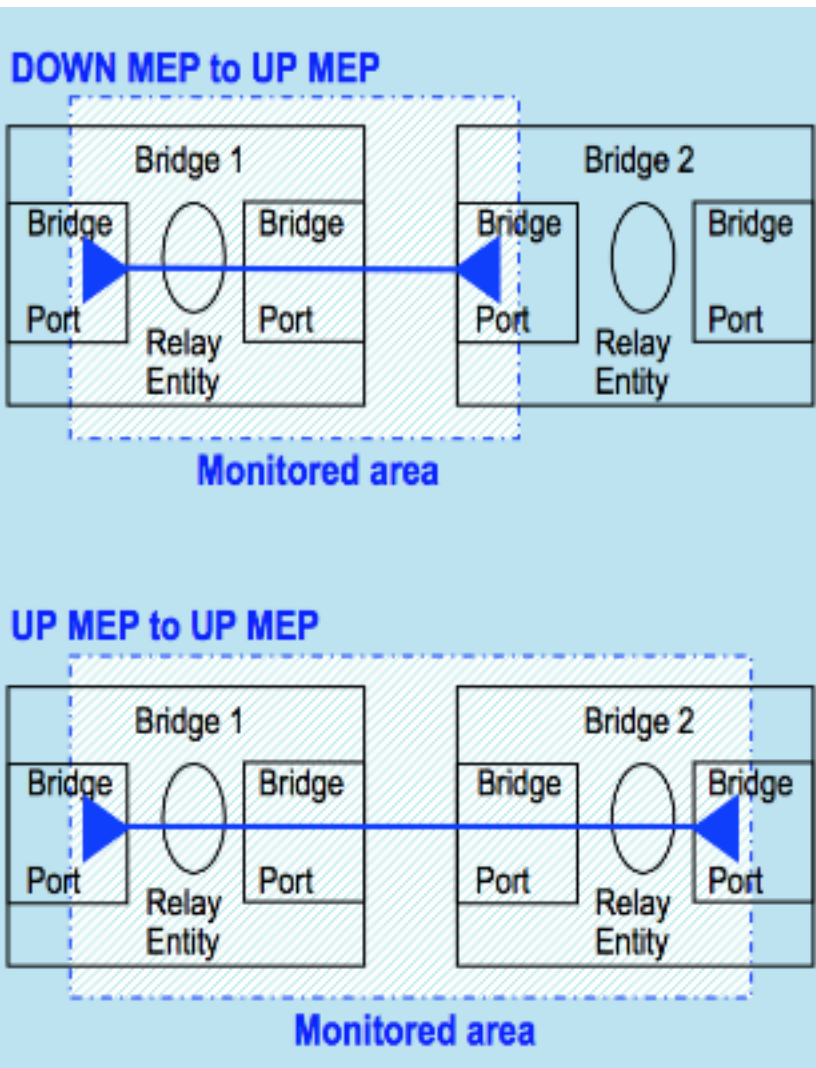 DOWN MEP to UP MEP
Bridge 1
Bridge 2
Bridge
Bridge
Bridge
Bridge
Port
Port
Port
Port
Relay
Entity
Relay
Entity
Monitored area
UP MEP to UP MEP
Bridge 1
Bridge 2
Bridge
Bridge
Bridge
Bridge
Port
Port
Port
Port
Relay
Entity
Relay
Entity
Monitored area